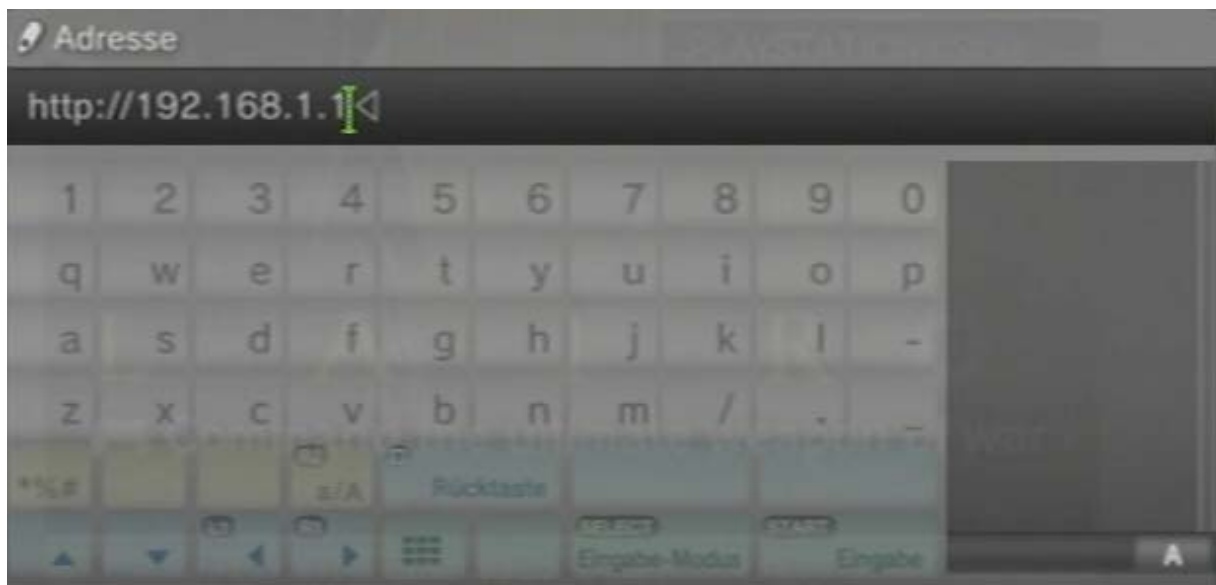 Adresse
http://192.168.1.1
1 2 3 4 5 6 7 8 9 0
q w e r t y u i o p
a s d f g h j k l -
z x c v b n m / . _
*%# a/A Rücktaste
SELECT START
Eingabe-Modus Eingabe
A